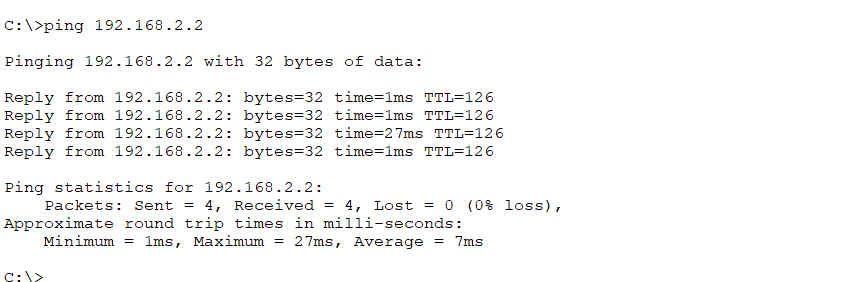 C:\>ping 192.168.2.2
Pinging 192.168.2.2 with 32 bytes of data:
Reply from 192.168.2.2: bytes=32 time=1ms TTL=126
Reply from 192.168.2.2: bytes=32 time=1ms TTL=126
Reply from 192.168.2.2: bytes=32 time=27ms TTL=126
Reply from 192.168.2.2: bytes=32 time=1ms TTL=126
Ping statistics for 192.168.2.2:
    Packets: Sent = 4, Received = 4, Lost = 0 (0% loss),
Approximate round trip times in milli-seconds:
    Minimum = 1ms, Maximum = 27ms, Average = 7ms
C:\>